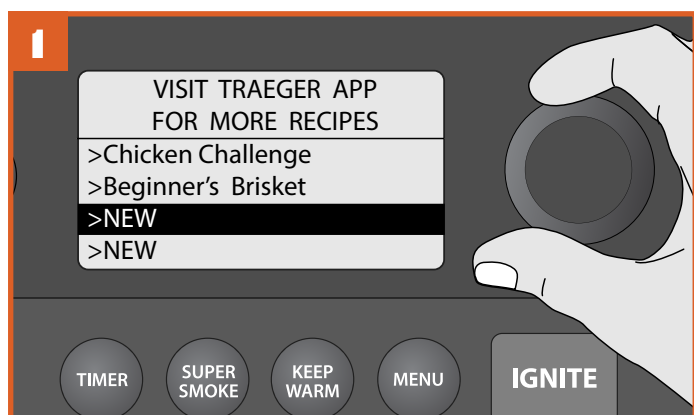 1
VISIT TRAEGER APP
FOR MORE RECIPES
>Chicken Challenge
>Beginner's Brisket
>NEW
>NEW
TIMER
SUPER
SMOKE
KEEP
WARM
MENU
IGNITE